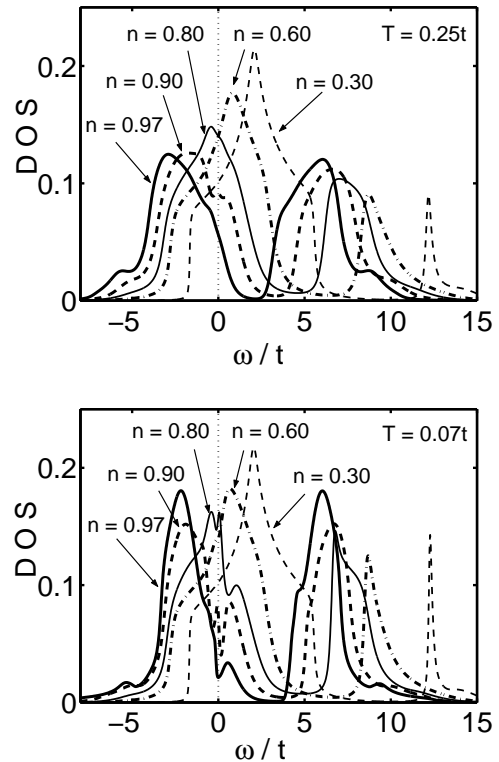 n = 0.80
n = 0.60
T = 0.25t
n = 0.90
n = 0.30
n = 0.97
DOS
0.2
0.1
0
−5
0
5
10
15
ω / t
n = 0.80
n = 0.60
T = 0.07t
n = 0.90
n = 0.30
n = 0.97
DOS
0.2
0.1
0
−5
0
5
10
15
ω / t